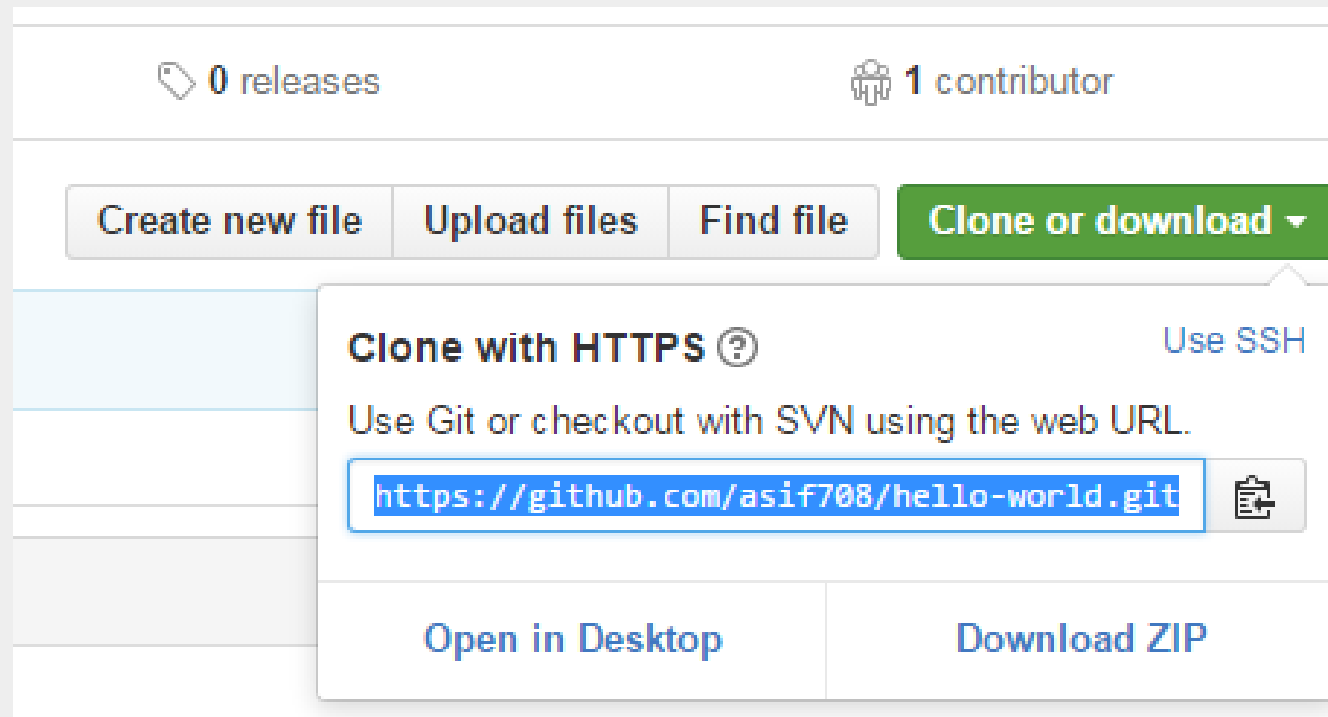 0 releases 1 contributor
Create new file Upload files Find file Clone or download
Clone with HTTPS Use SSH
Use Git or checkout with SVN using the web URL.
https://github.com/asif708/hello-world.git
Open in Desktop Download ZIP